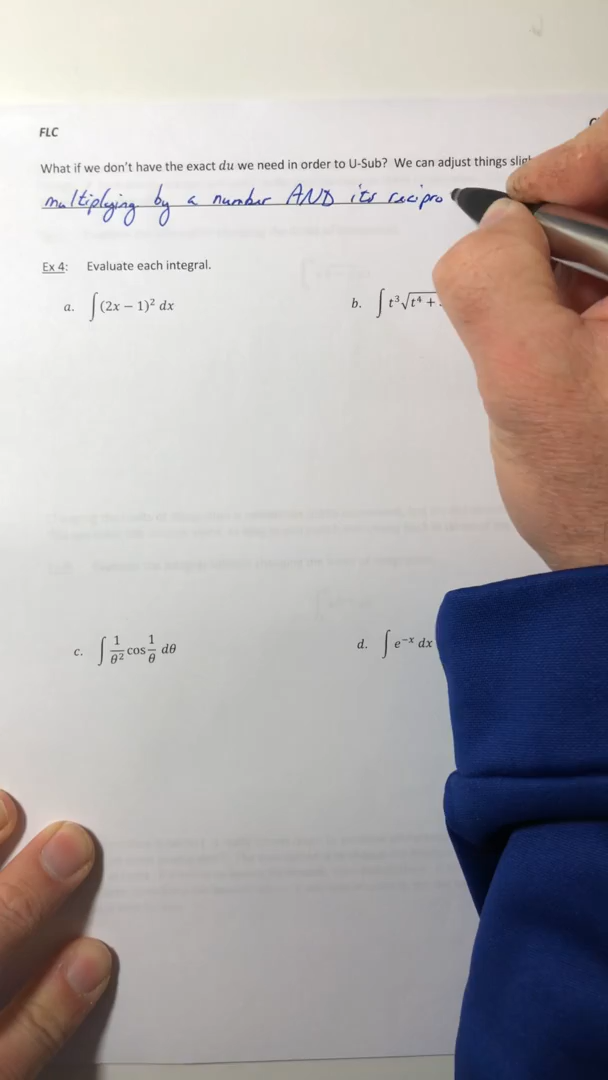 FLC
What if we don't have the exact du we need in order to U-Sub? We can adjust things
multiplying by a number AND its recipro
Ex 4: Evaluate each integral.
a. ∫(2x − 1)² dx
b. ∫t³√t⁴ +
c. ∫ 1/θ² cos 1/θ dθ
d. ∫e⁻ˣ dx